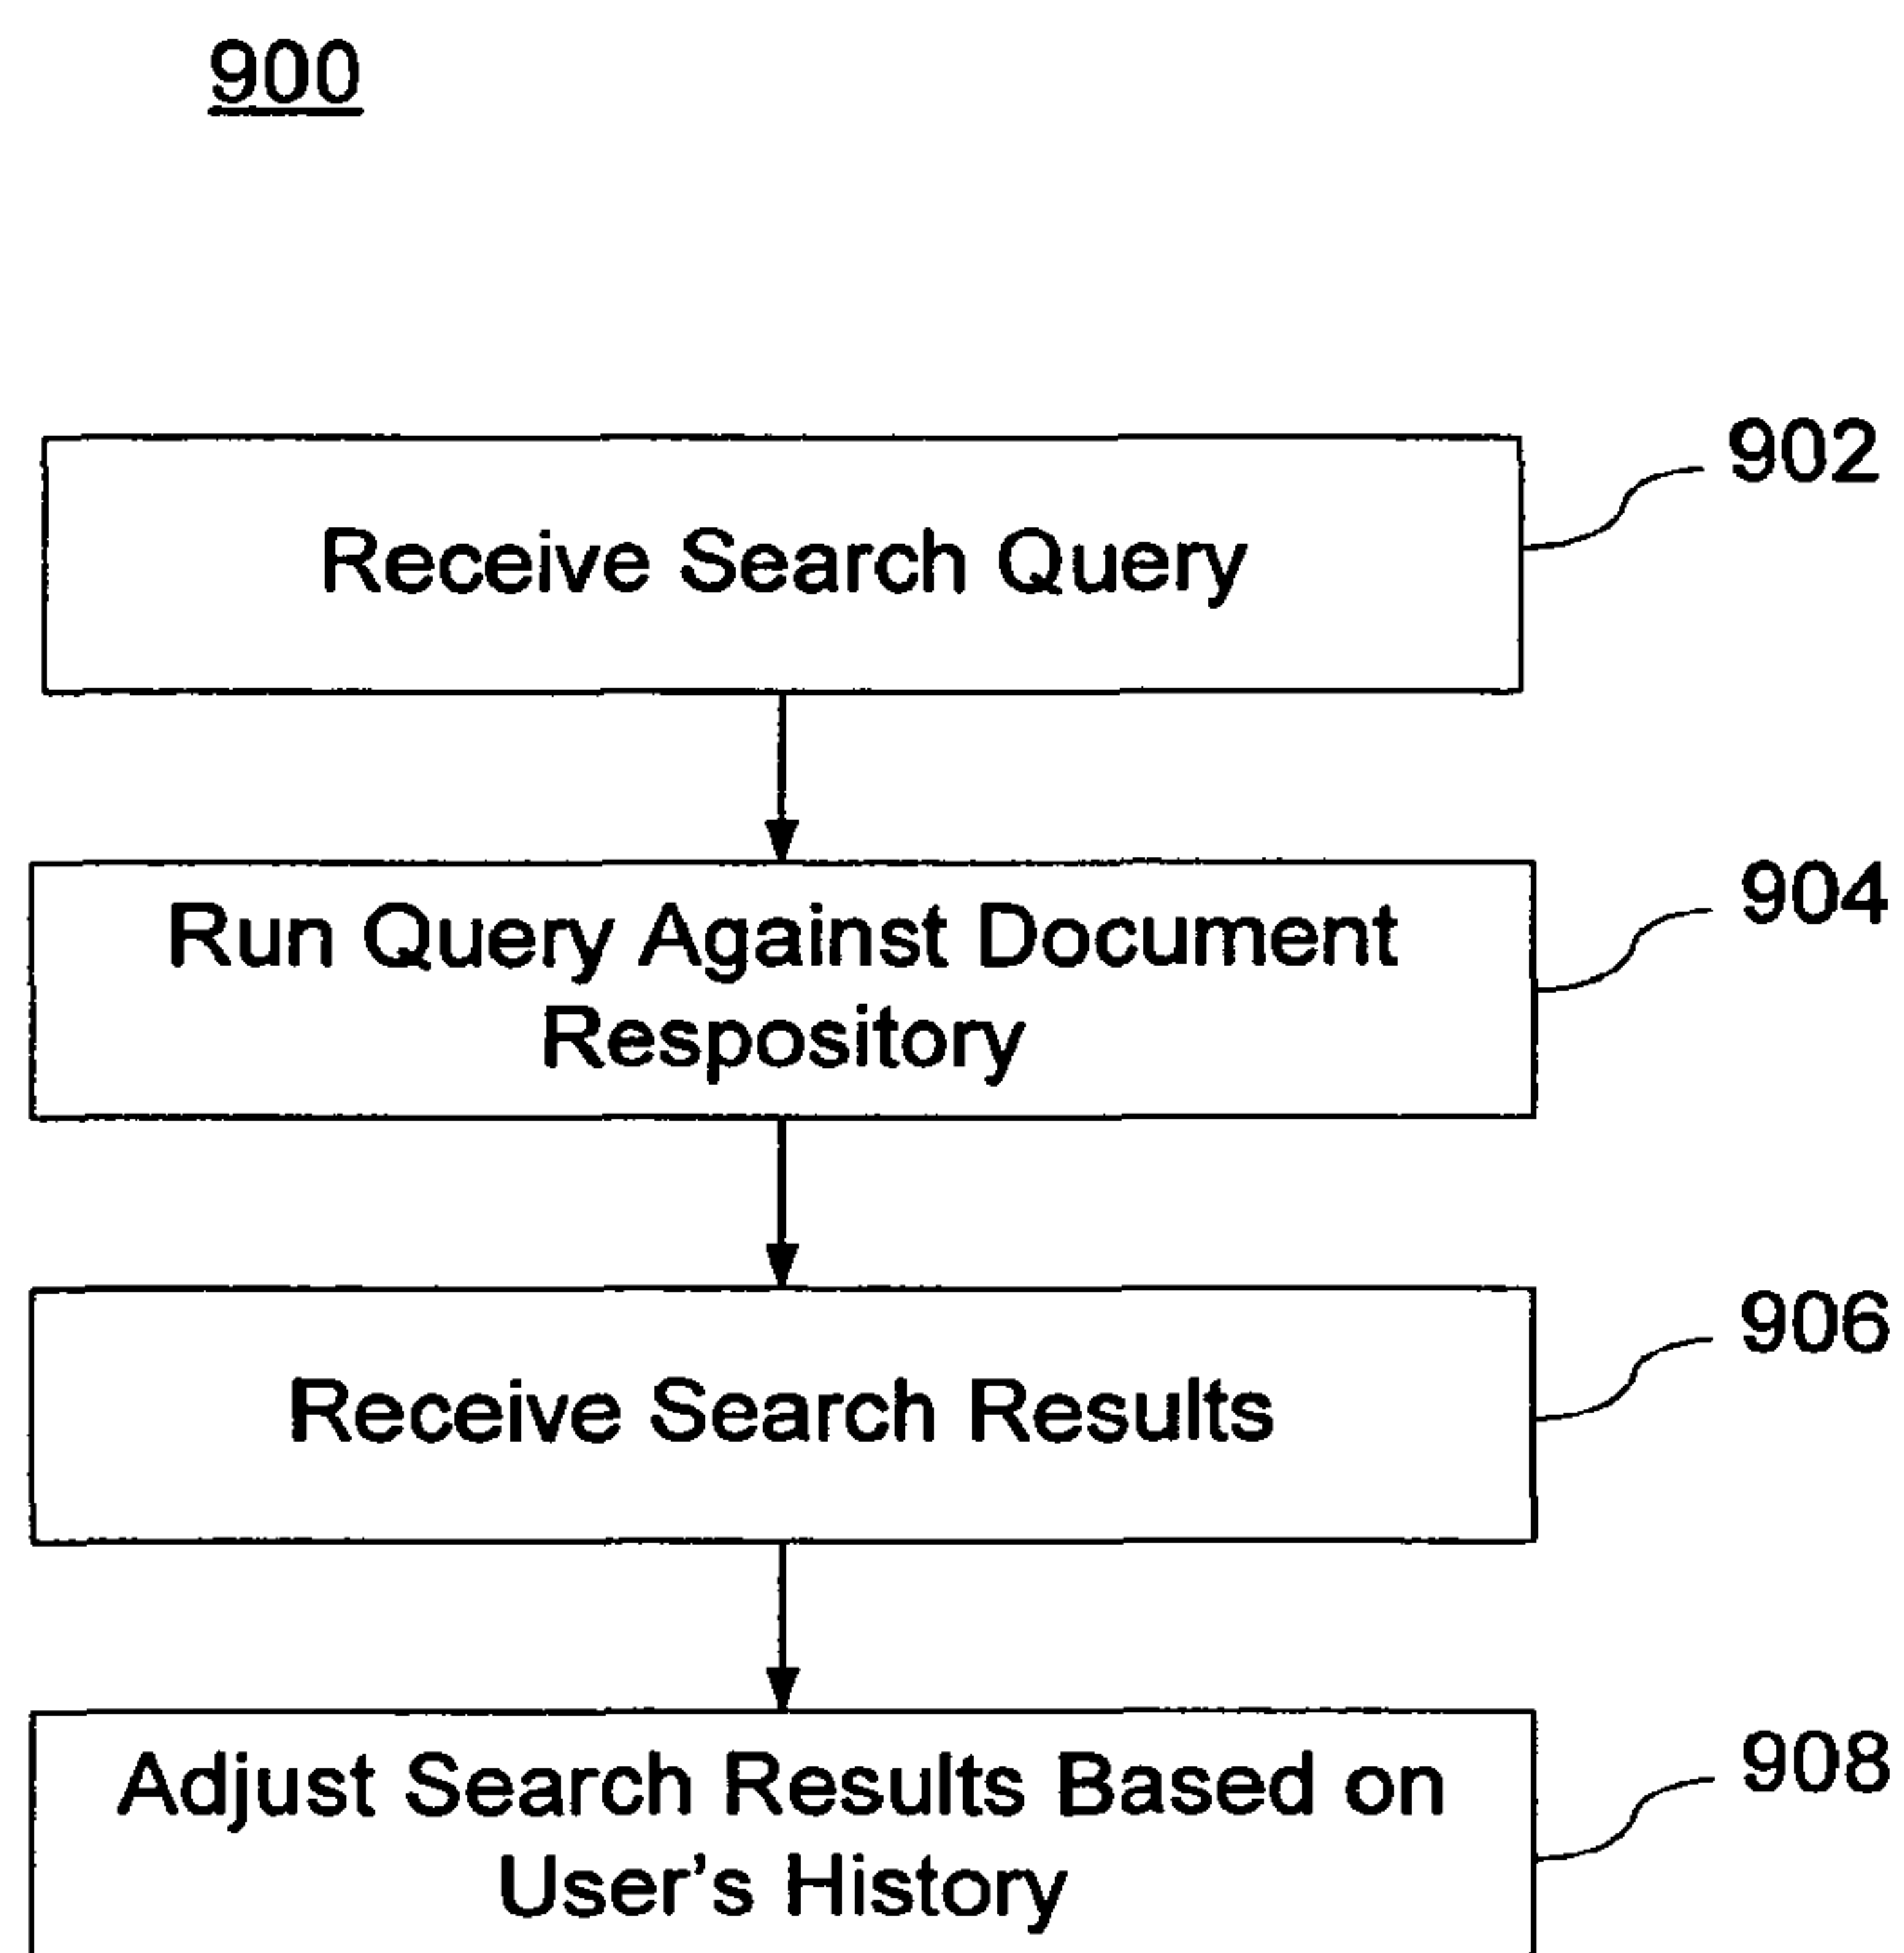 900
902
Receive Search Query
904
Run Query Against Document
Respository
906
Receive Search Results
908
Adjust Search Results Based on
User’s History